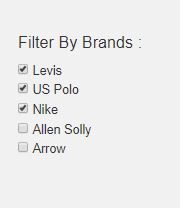 Filter By Brands :
Levis
US Polo
Nike
Allen Solly
Arrow